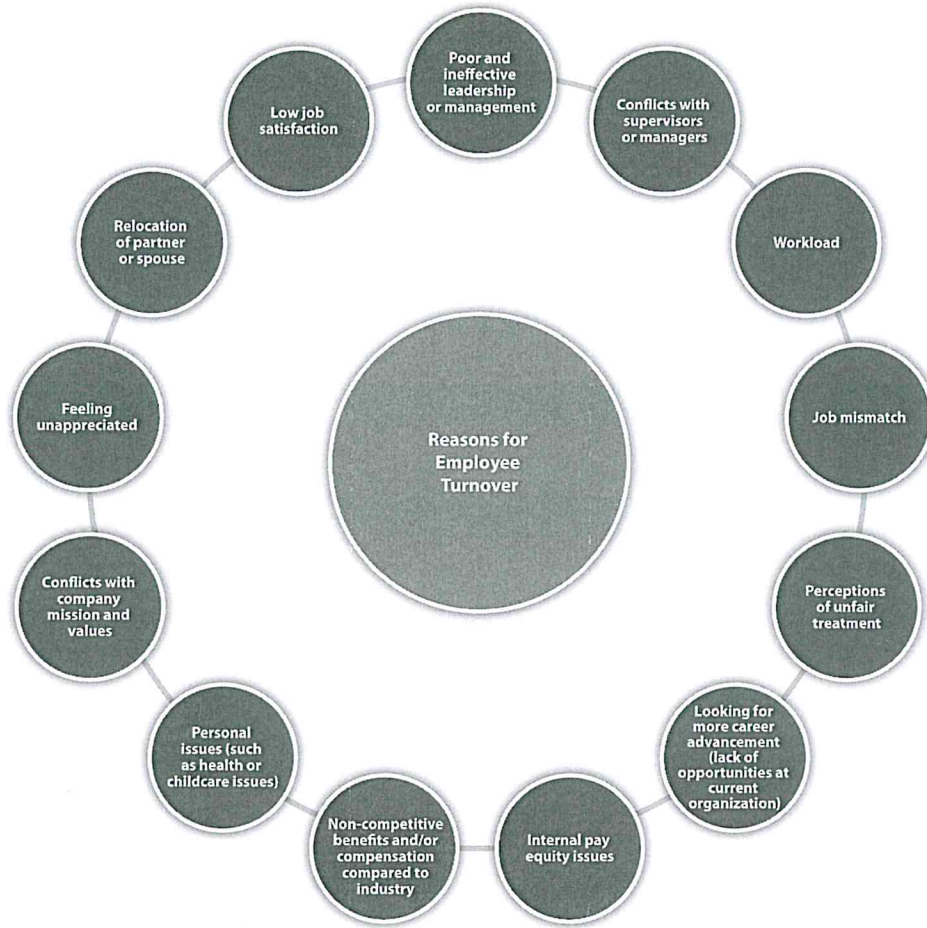 Poor and
ineffective
leadership
or management
Conflicts with
supervisors
or managers
Workload
Job mismatch
Perceptions
of unfair
treatment
Looking for
more career
advancement
(lack of
opportunities at
current
organization)
Internal pay
equity issues
Non-competitive
benefits and/or
compensation
compared to
industry
Personal
issues (such
as health or
childcare issues)
Conflicts with
company
mission and
values
Feeling
unappreciated
Relocation
of partner
or spouse
Low job
satisfaction
Reasons for
Employee
Turnover